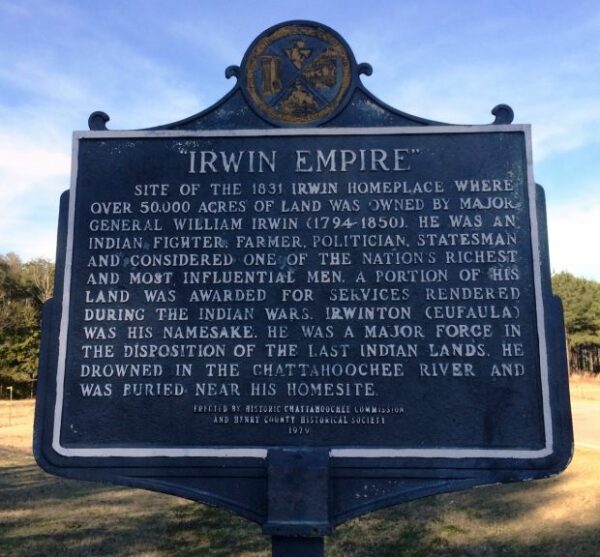 "IRWIN EMPIRE"
SITE OF THE 1831 IRWIN HOMEPLACE WHERE
OVER 50,000 ACRES OF LAND WAS OWNED BY MAJOR
GENERAL WILLIAM IRWIN (1794-1850). HE WAS AN
INDIAN FIGHTER, FARMER, POLITICIAN, STATESMAN
AND CONSIDERED ONE OF THE NATION'S RICHEST
AND MOST INFLUENTIAL MEN. A PORTION OF HIS
LAND WAS AWARDED FOR SERVICES RENDERED
DURING THE INDIAN WARS. IRWINTON (EUFAULA)
WAS HIS NAMESAKE. HE WAS A MAJOR FORCE IN
THE DISPOSITION OF THE LAST INDIAN LANDS. HE
DROWNED IN THE CHATTAHOOCHEE RIVER AND
WAS BURIED NEAR HIS HOMESITE.
ERECTED BY HISTORIC CHATTAHOOCHEE COMMISSION
AND HENRY COUNTY HISTORICAL SOCIETY
1979